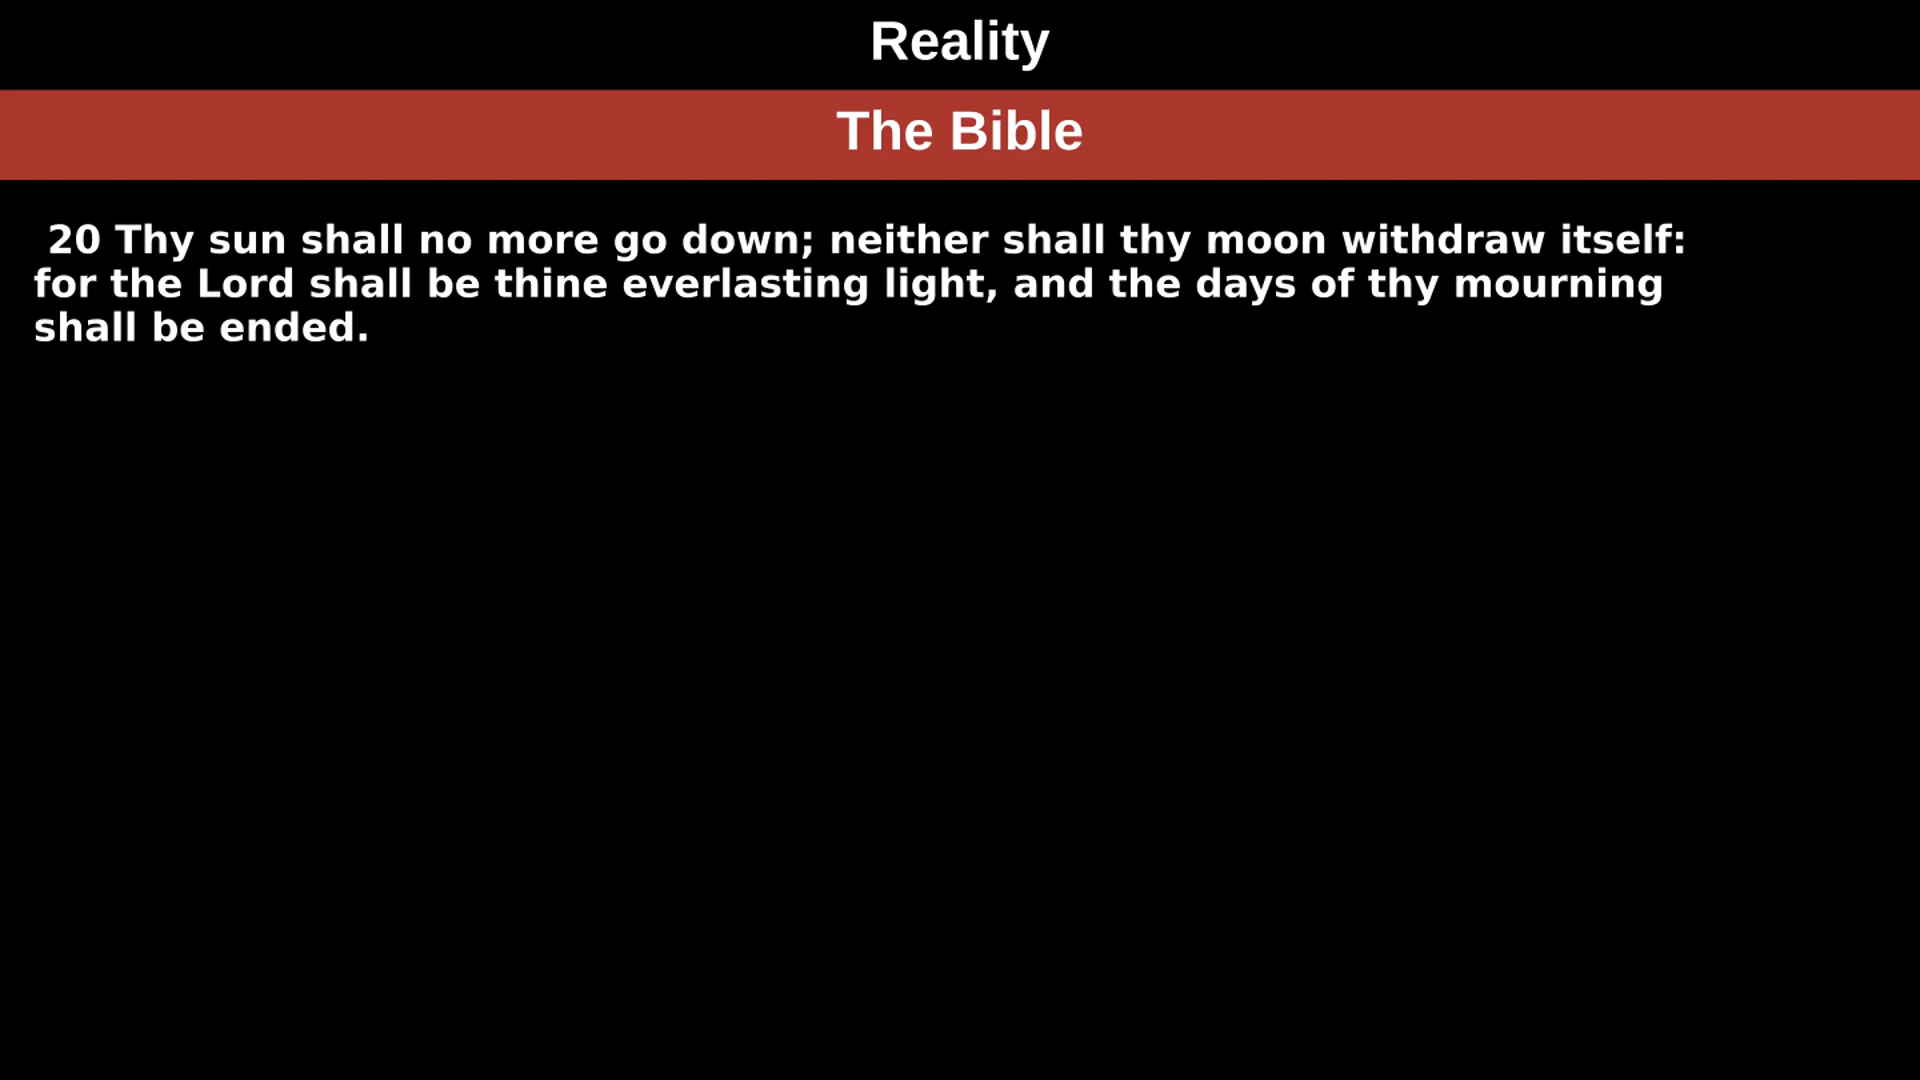 Reality
The Bible
20 Thy sun shall no more go down; neither shall thy moon withdraw itself:
for the Lord shall be thine everlasting light, and the days of thy mourning
shall be ended.